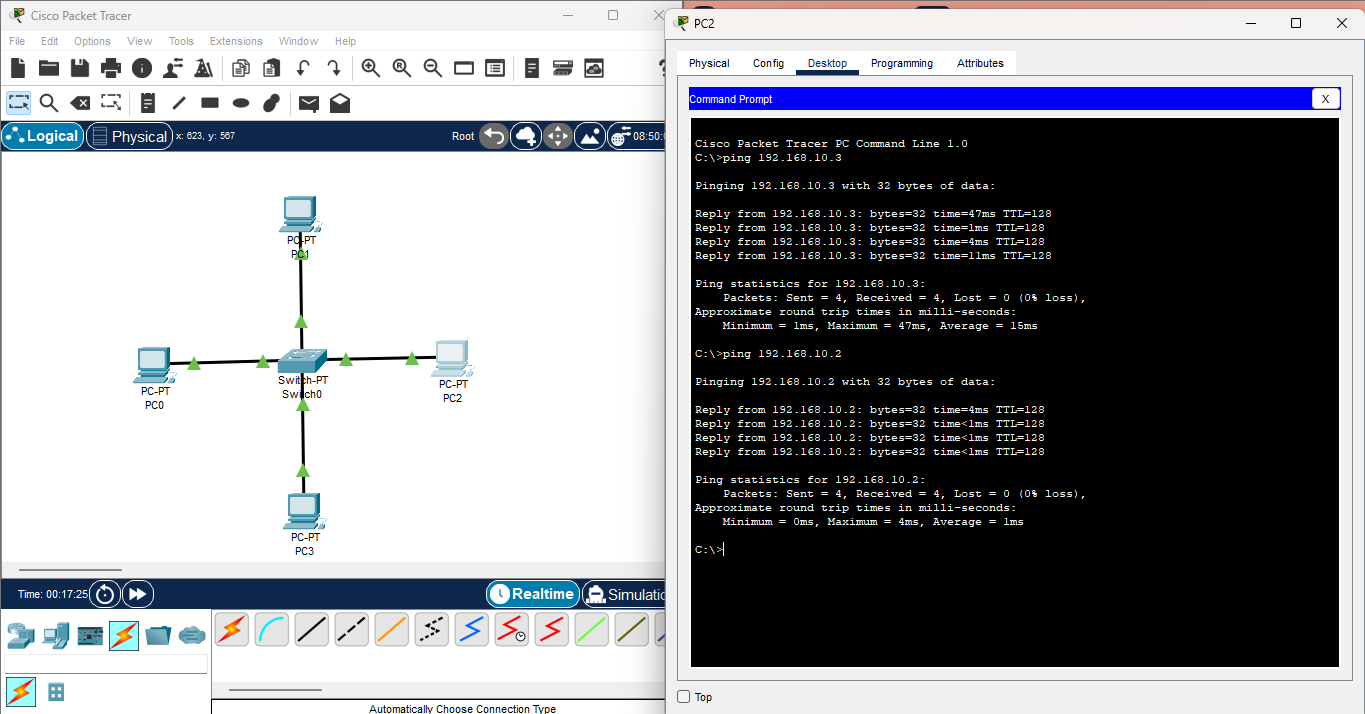 Cisco Packet Tracer
File Edit Options View Tools Extensions Window Help
Logical Physical x: 623, y: 567 Root 08:50:
PC-PT
PC1
PC-PT
PC0
Switch-PT
Switch0
PC-PT
PC2
PC-PT
PC3
Time: 00:17:25 Realtime Simulatio
Automatically Choose Connection Type
PC2
Physical Config Desktop Programming Attributes
Command Prompt X
Cisco Packet Tracer PC Command Line 1.0
C:\>ping 192.168.10.3
Pinging 192.168.10.3 with 32 bytes of data:
Reply from 192.168.10.3: bytes=32 time=47ms TTL=128
Reply from 192.168.10.3: bytes=32 time=1ms TTL=128
Reply from 192.168.10.3: bytes=32 time=4ms TTL=128
Reply from 192.168.10.3: bytes=32 time=11ms TTL=128
Ping statistics for 192.168.10.3:
Packets: Sent = 4, Received = 4, Lost = 0 (0% loss),
Approximate round trip times in milli-seconds:
Minimum = 1ms, Maximum = 47ms, Average = 15ms
C:\>ping 192.168.10.2
Pinging 192.168.10.2 with 32 bytes of data:
Reply from 192.168.10.2: bytes=32 time=4ms TTL=128
Reply from 192.168.10.2: bytes=32 time<1ms TTL=128
Reply from 192.168.10.2: bytes=32 time<1ms TTL=128
Reply from 192.168.10.2: bytes=32 time<1ms TTL=128
Ping statistics for 192.168.10.2:
Packets: Sent = 4, Received = 4, Lost = 0 (0% loss),
Approximate round trip times in milli-seconds:
Minimum = 0ms, Maximum = 4ms, Average = 1ms
C:\>
Top